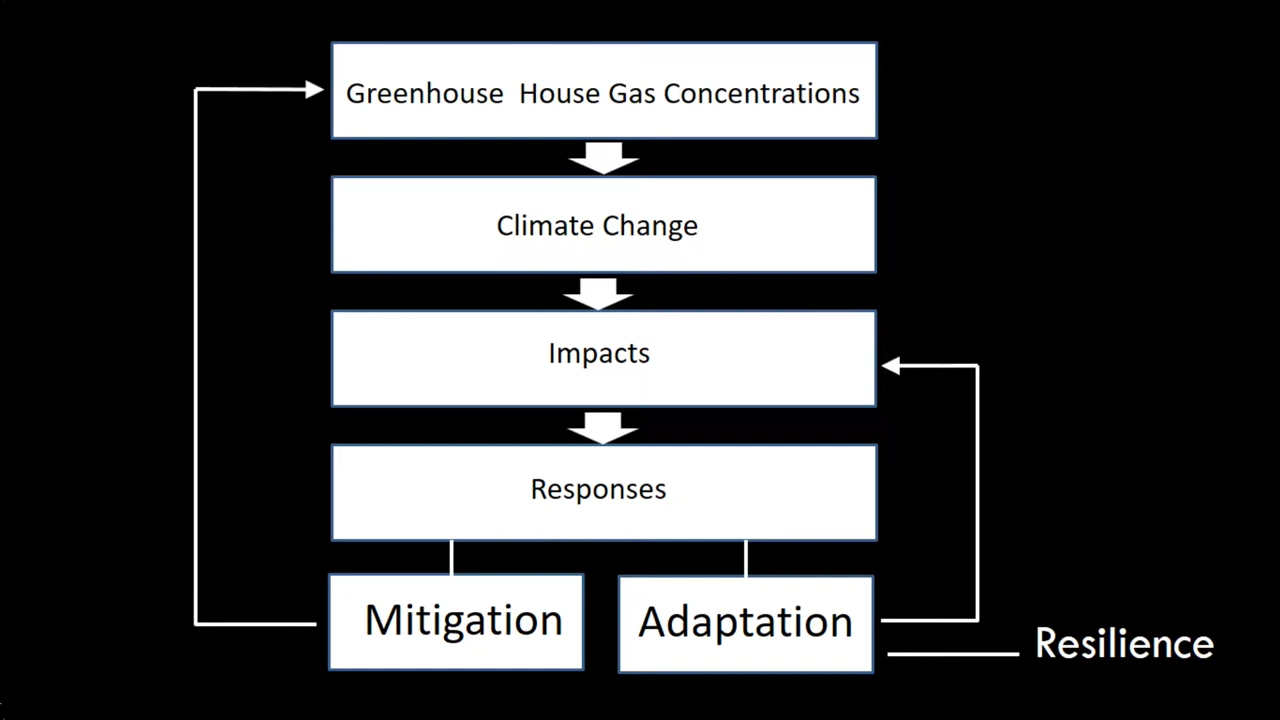 Greenhouse  House Gas Concentrations
Climate Change
Impacts
Responses
Mitigation
Adaptation
Resilience